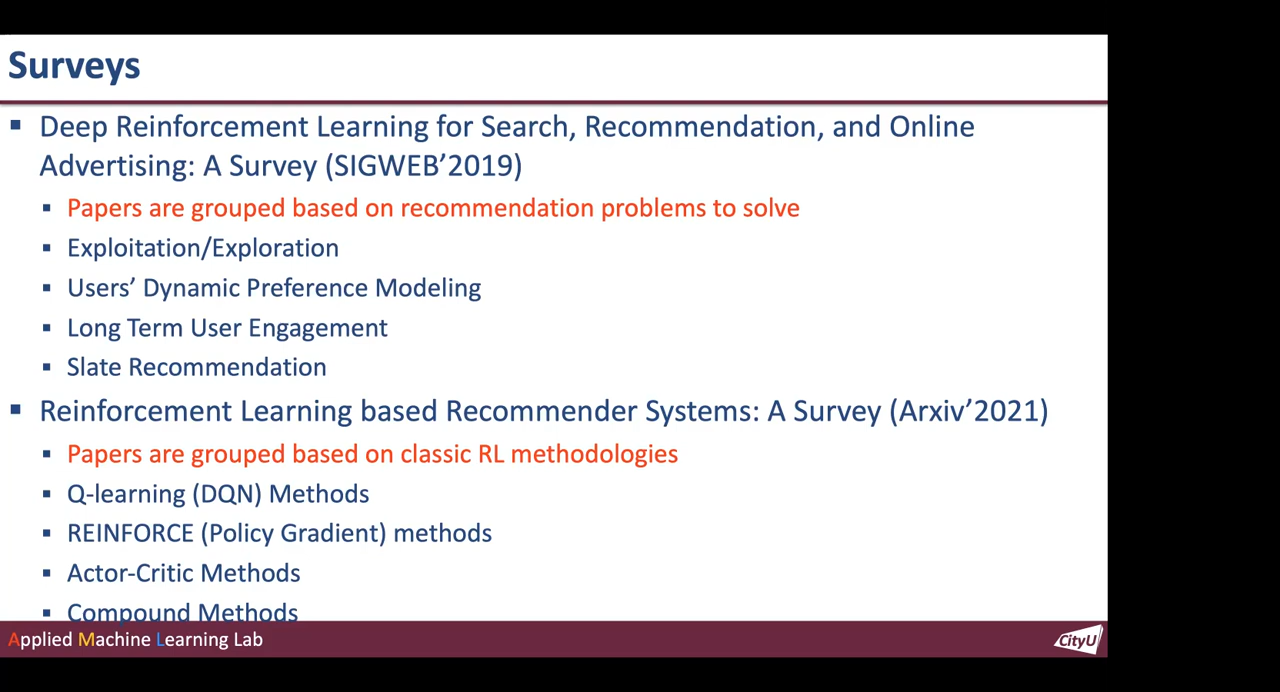 Surveys
Deep Reinforcement Learning for Search, Recommendation, and Online
Advertising: A Survey (SIGWEB’2019)
Papers are grouped based on recommendation problems to solve
Exploitation/Exploration
Users’ Dynamic Preference Modeling
Long Term User Engagement
Slate Recommendation
Reinforcement Learning based Recommender Systems: A Survey (Arxiv’2021)
Papers are grouped based on classic RL methodologies
Q-learning (DQN) Methods
REINFORCE (Policy Gradient) methods
Actor-Critic Methods
Compound Methods
Applied Machine Learning Lab
CityU